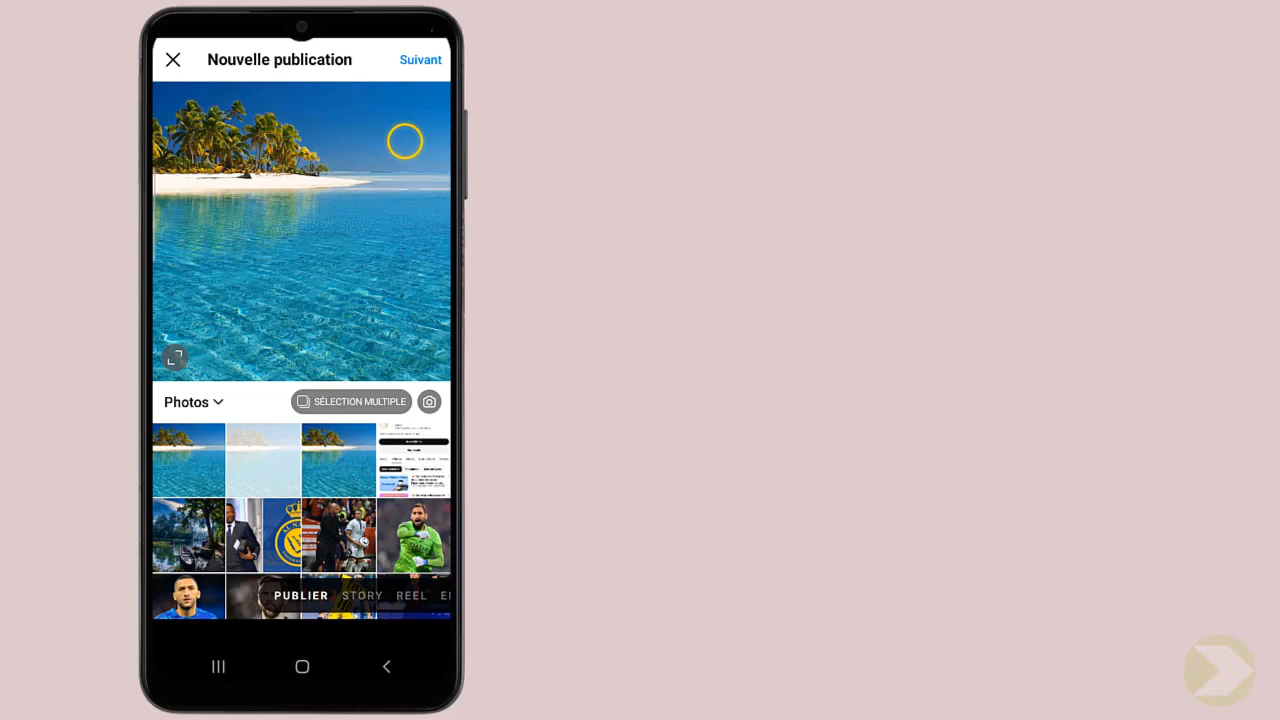 Nouvelle publication
Suivant
Photos
SÉLECTION MULTIPLE
PUBLIER STORY REEL